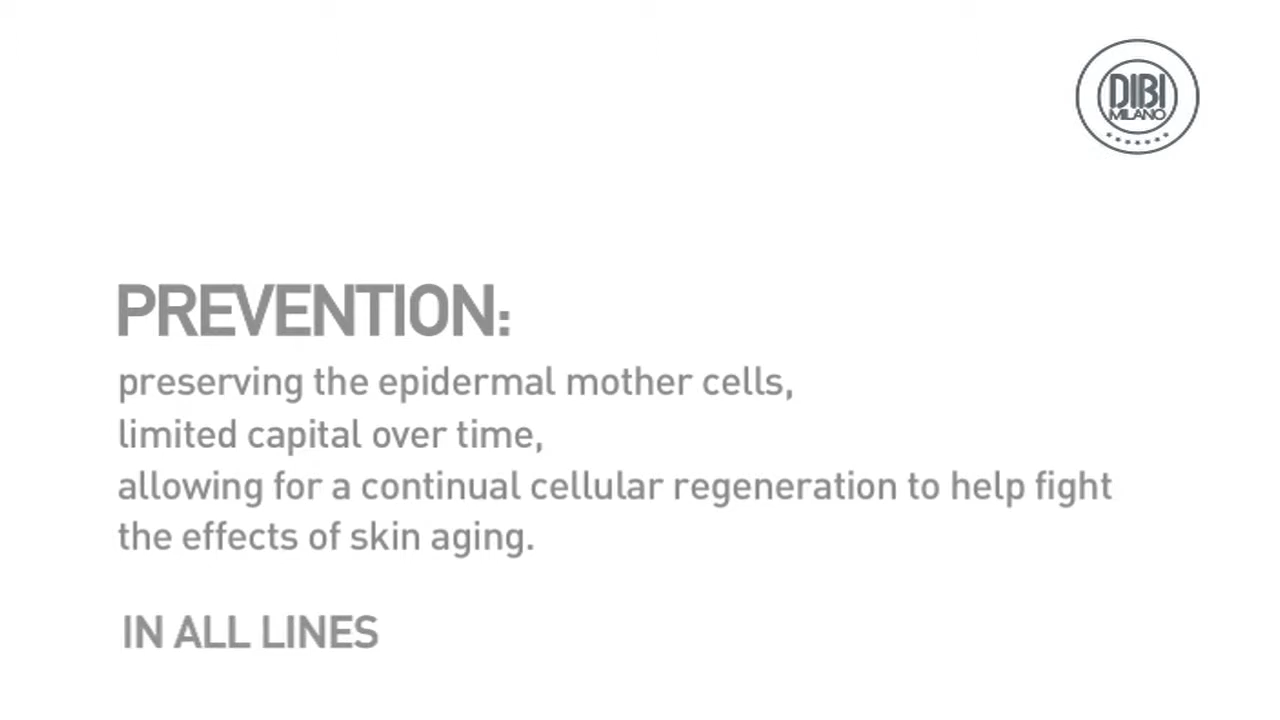 DIBI
MILANO
PREVENTION:
preserving the epidermal mother cells,
limited capital over time,
allowing for a continual cellular regeneration to help fight
the effects of skin aging.
IN ALL LINES